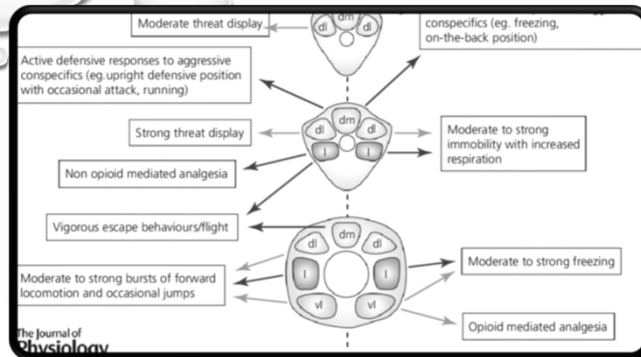 Moderate threat display
dm
dl
dl
conspecifics (eg. freezing,
on-the-back position)
Active defensive responses to aggressive
conspecifics (eg.upright defensive position
with occasional attack, running)
dm
dl
dl
l
l
Strong threat display
Moderate to strong
immobility with increased
respiration
Non opioid mediated analgesia
Vigorous escape behaviours/flight
dm
dl
dl
l
l
vl
vl
Moderate to strong freezing
Moderate to strong bursts of forward
locomotion and occasional jumps
Opioid mediated analgesia
The Journal of
Physiology